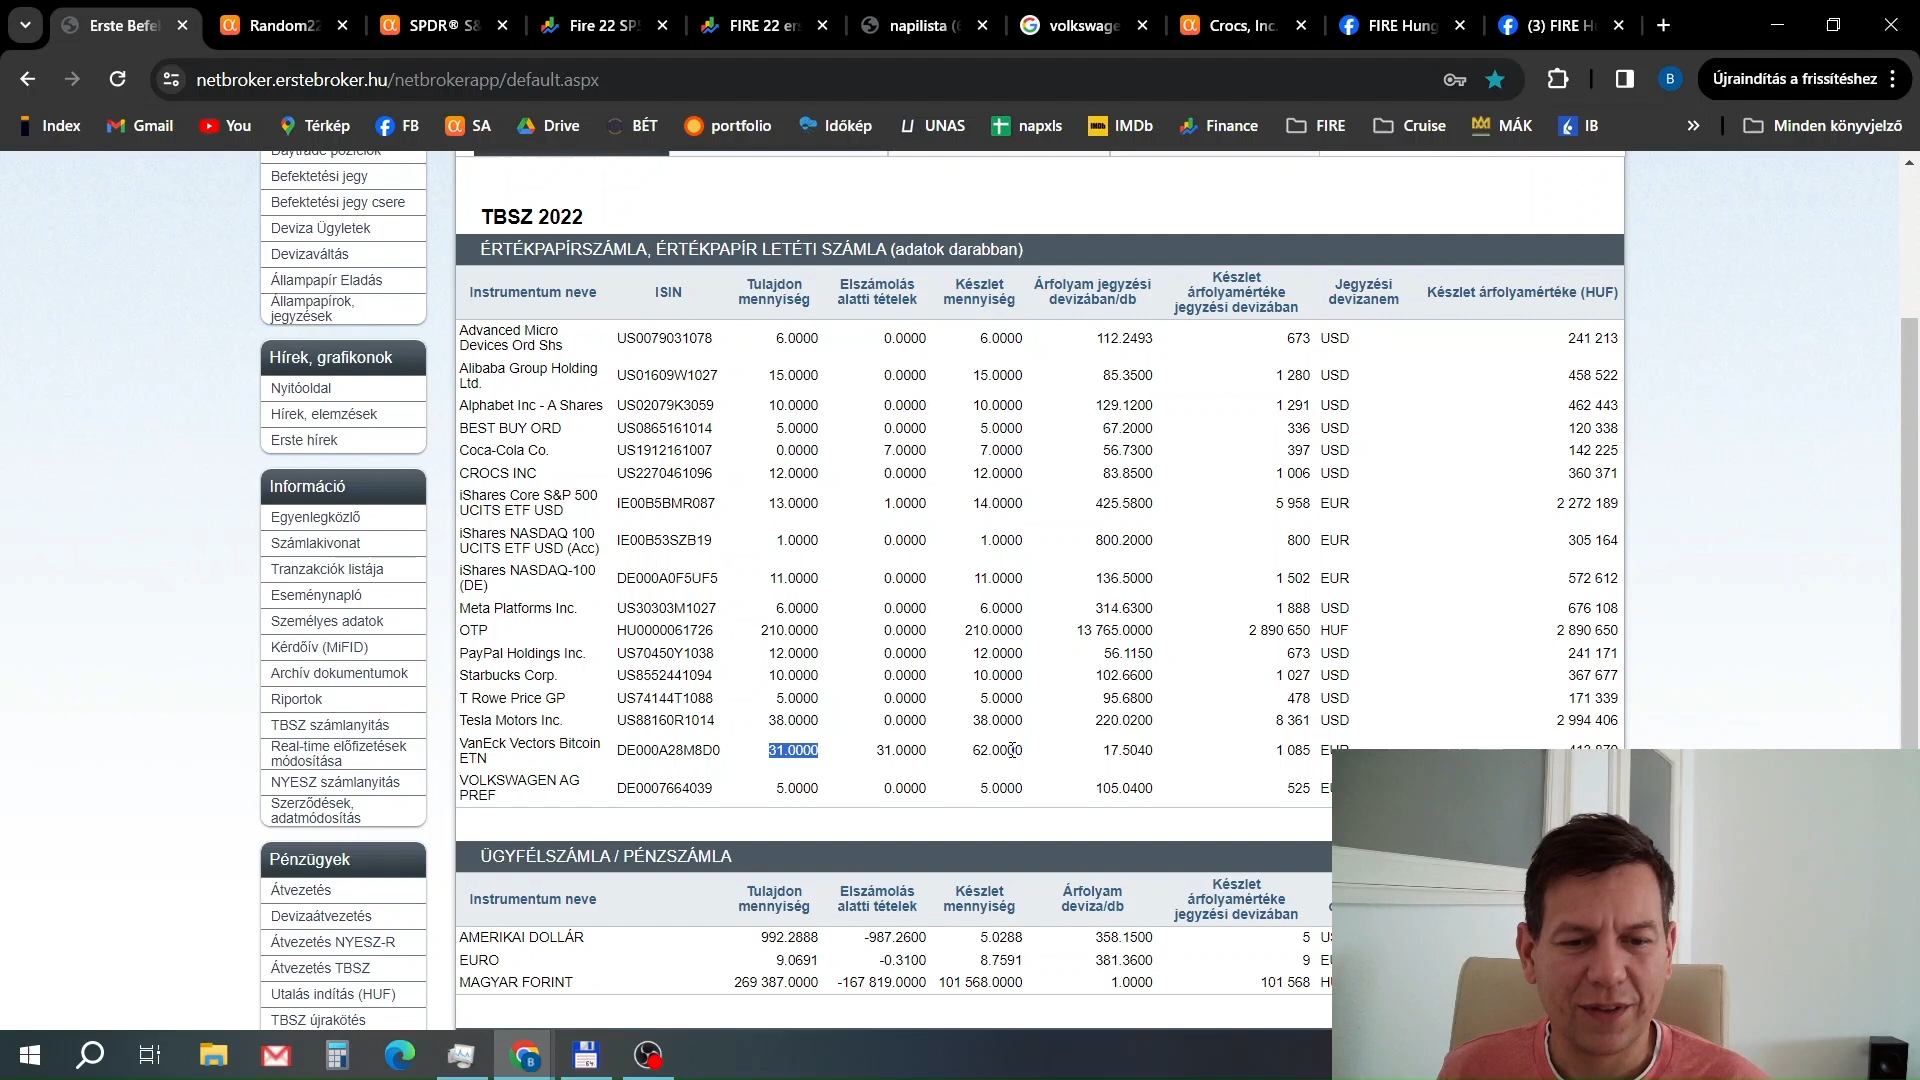 Erste Befe
Random22
SPDR® S&
Fire 22 SP5
FIRE 22 er
napilista (
volkswage
Crocs, Inc.
FIRE Hung
(3) FIRE H
netbroker.erstebroker.hu/netbrokerapp/default.aspx
B
Újraindítás a frissítéshez
Index
Gmail
You
Térkép
FB
SA
Drive
BÉT
portfolio
Időkép
UNAS
napxls
IMDb
Finance
FIRE
Cruise
MÁK
IB
Minden könyvjelző
Daytrade pozíciók
Befektetési jegy
Befektetési jegy csere
Deviza Ügyletek
Devizaváltás
Állampapír Eladás
Állampapírok,
jegyzések
Hírek, grafikonok
Nyitóoldal
Hírek, elemzések
Erste hírek
Információ
Egyenlegközlő
Számlakivonat
Tranzakciók listája
Eseménynapló
Személyes adatok
Kérdőív (MiFID)
Archív dokumentumok
Riportok
TBSZ számlanyitás
Real-time előfizetések
módosítása
NYESZ számlanyitás
Szerződések,
adatmódosítás
Pénzügyek
Átvezetés
Devizaátvezetés
Átvezetés NYESZ-R
Átvezetés TBSZ
Utalás indítás (HUF)
TBSZ újrakötés
TBSZ 2022
ÉRTÉKPAPÍRSZÁMLA, ÉRTÉKPAPÍR LETÉTI SZÁMLA (adatok darabban)
Instrumentum neve ISIN Tulajdon mennyiség Elszámolás alatti tételek Készlet mennyiség Árfolyam jegyzési devizában/db Készlet árfolyamértéke jegyzési devizában Jegyzési devizanem Készlet árfolyamértéke (HUF)
Advanced Micro Devices Ord Shs US0079031078 6.0000 0.0000 6.0000 112.2493 673 USD 241 213
Alibaba Group Holding Ltd. US01609W1027 15.0000 0.0000 15.0000 85.3500 1 280 USD 458 522
Alphabet Inc - A Shares US02079K3059 10.0000 0.0000 10.0000 129.1200 1 291 USD 462 443
BEST BUY ORD US0865161014 5.0000 0.0000 5.0000 67.2000 336 USD 120 338
Coca-Cola Co. US1912161007 0.0000 7.0000 7.0000 56.7300 397 USD 142 225
CROCS INC US2270461096 12.0000 0.0000 12.0000 83.8500 1 006 USD 360 371
iShares Core S&P 500 UCITS ETF USD IE00B5BMR087 13.0000 1.0000 14.0000 425.5800 5 958 EUR 2 272 189
iShares NASDAQ 100 UCITS ETF USD (Acc) IE00B53SZB19 1.0000 0.0000 1.0000 800.2000 800 EUR 305 164
iShares NASDAQ-100 (DE) DE000A0F5UF5 11.0000 0.0000 11.0000 136.5000 1 502 EUR 572 612
Meta Platforms Inc. US30303M1027 6.0000 0.0000 6.0000 314.6300 1 888 USD 676 108
OTP HU0000061726 210.0000 0.0000 210.0000 13 765.0000 2 890 650 HUF 2 890 650
PayPal Holdings Inc. US70450Y1038 12.0000 0.0000 12.0000 56.1150 673 USD 241 171
Starbucks Corp. US8552441094 10.0000 0.0000 10.0000 102.6600 1 027 USD 367 677
T Rowe Price GP US74144T1088 5.0000 0.0000 5.0000 95.6800 478 USD 171 339
Tesla Motors Inc. US88160R1014 38.0000 0.0000 38.0000 220.0200 8 361 USD 2 994 406
VanEck Vectors Bitcoin ETN DE000A28M8D0 31.0000 31.0000 62.0000 17.5040 1 085
VOLKSWAGEN AG PREF DE0007664039 5.0000 0.0000 5.0000 105.0400 525
ÜGYFÉLSZÁMLA / PÉNZSZÁMLA
Instrumentum neve Tulajdon mennyiség Elszámolás alatti tételek Készlet mennyiség Árfolyam deviza/db Készlet árfolyamértéke jegyzési devizában
AMERIKAI DOLLÁR 992.2888 -987.2600 5.0288 358.1500 5
EURO 9.0691 -0.3100 8.7591 381.3600 9
MAGYAR FORINT 269 387.0000 -167 819.0000 101 568.0000 1.0000 101 568